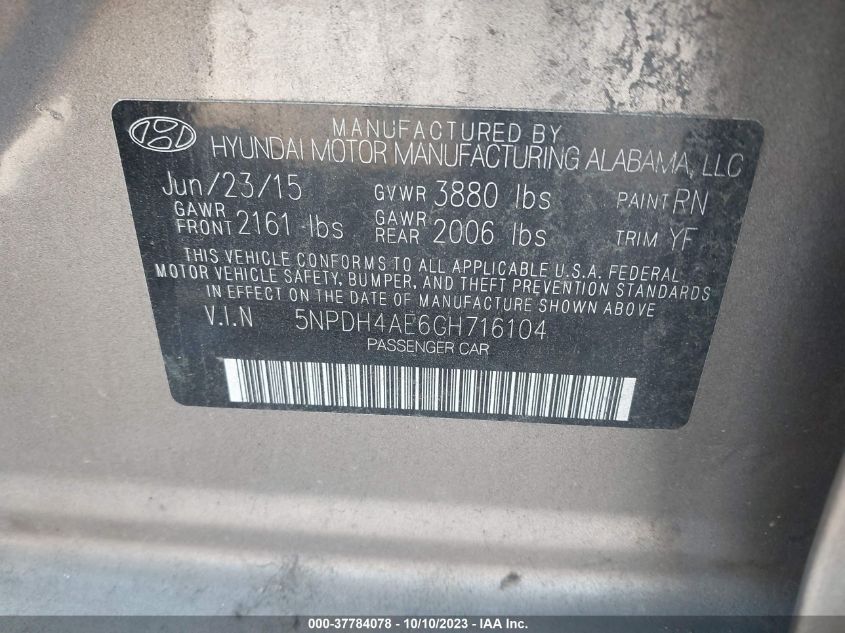 MANUFACTURED BY
HYUNDAI MOTOR MANUFACTURING ALABAMA, LLC
Jun/23/15 GVWR 3880 lbs PAINT RN
GAWR FRONT 2161 lbs GAWR REAR 2006 lbs TRIM YF
THIS VEHICLE CONFORMS TO ALL APPLICABLE U.S.A. FEDERAL
MOTOR VEHICLE SAFETY, BUMPER, AND THEFT PREVENTION STANDARDS
IN EFFECT ON THE DATE OF MANUFACTURE SHOWN ABOVE
V.I.N 5NPDH4AE6GH716104
PASSENGER CAR
000-37784078 - 10/10/2023 - IAA Inc.